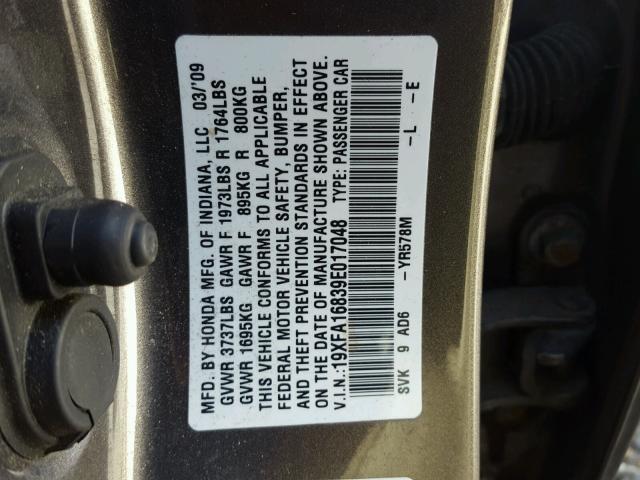 MFD. BY HONDA MFG. OF INDIANA, LLC 03/'09
GVWR 3737LBS GAWR F 1973LBS R 1764LBS
GVWR 1695KG GAWR F 895KG R 800KG
THIS VEHICLE CONFORMS TO ALL APPLICABLE
FEDERAL MOTOR VEHICLE SAFETY, BUMPER,
AND THEFT PREVENTION STANDARDS IN EFFECT
ON THE DATE OF MANUFACTURE SHOWN ABOVE.
V.I.N.:19XFA16839E017048 TYPE: PASSENGER CAR
SVK 9 AD6 -YR578M -L -E